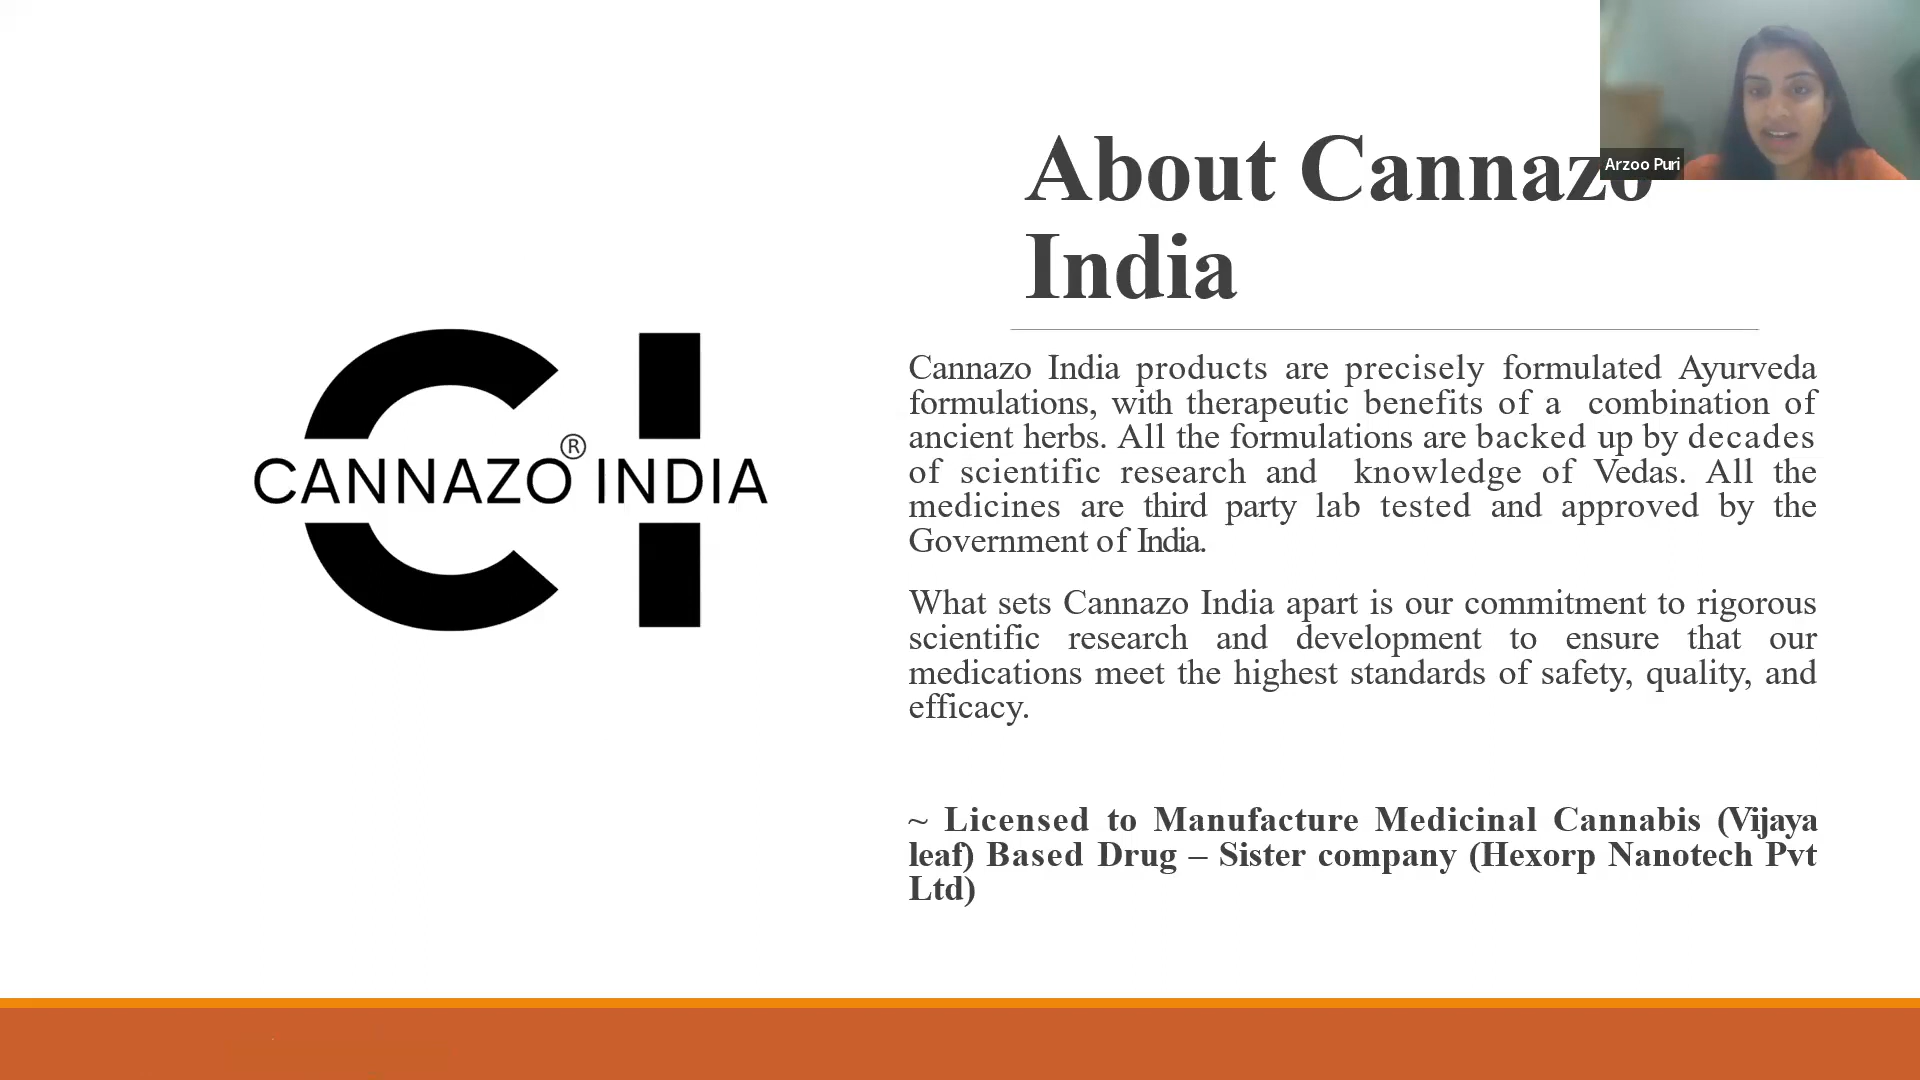 About Cannazo
India
Arzoo Puri
CANNAZO® INDIA
Cannazo India products are precisely formulated Ayurveda
formulations, with therapeutic benefits of a combination of
ancient herbs. All the formulations are backed up by decades
of scientific research and knowledge of Vedas. All the
medicines are third party lab tested and approved by the
Government of India.
What sets Cannazo India apart is our commitment to rigorous
scientific research and development to ensure that our
medications meet the highest standards of safety, quality, and
efficacy.
~ Licensed to Manufacture Medicinal Cannabis (Vijaya
leaf) Based Drug – Sister company (Hexorp Nanotech Pvt
Ltd)